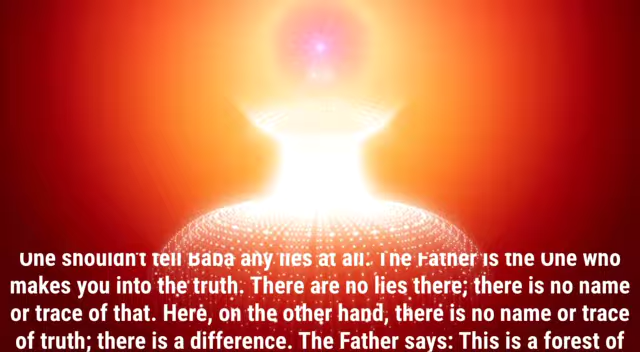 One shouldn't tell Baba any lies at all. The Father is the One who
makes you into the truth. There are no lies there; there is no name
or trace of that. Here, on the other hand, there is no name or trace
of truth; there is a difference. The Father says: This is a forest of